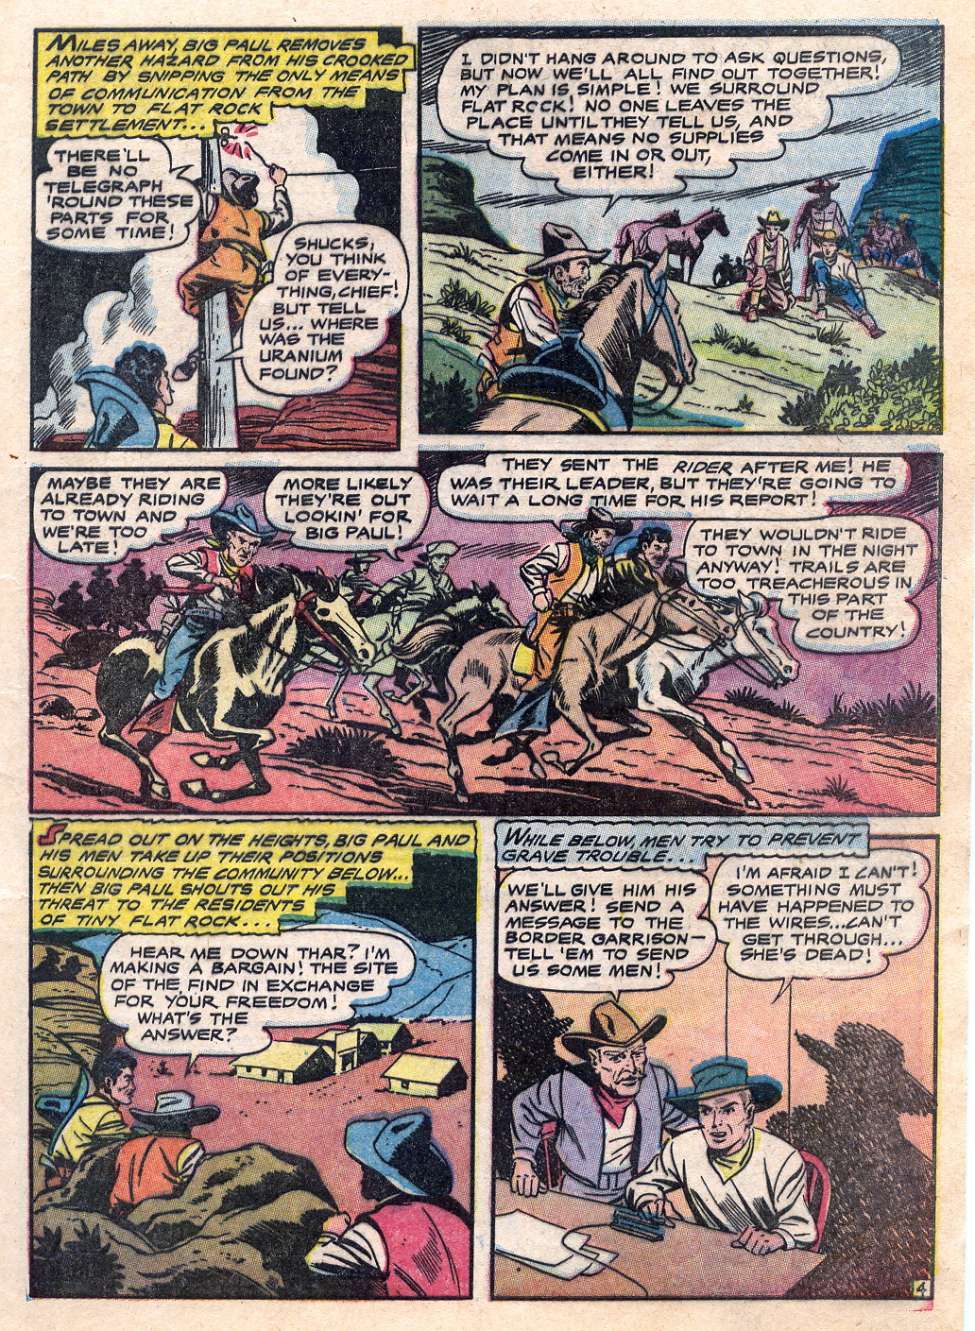 MILES AWAY, BIG PAUL REMOVES
ANOTHER HAZARD FROM HIS CROOKED
PATH BY SNIPPING THE ONLY MEANS
OF COMMUNICATION FROM THE
TOWN TO FLAT ROCK
SETTLEMENT...
THERE'LL
BE NO
TELEGRAPH
'ROUND THESE
PARTS FOR
SOME TIME!
SHUCKS,
YOU THINK
OF EVERY-
THING, CHIEF!
BUT TELL
US... WHERE
WAS THE
URANIUM
FOUND?
I DIDN'T HANG AROUND TO ASK QUESTIONS,
BUT NOW WE'LL ALL FIND OUT TOGETHER!
MY PLAN IS SIMPLE! WE SURROUND
FLAT ROCK! NO ONE LEAVES THE
PLACE UNTIL THEY TELL US, AND
THAT MEANS NO SUPPLIES
COME IN OR OUT,
EITHER!
MAYBE THEY ARE
ALREADY RIDING
TO TOWN AND
WE'RE TOO
LATE!
MORE LIKELY
THEY'RE OUT
LOOKIN' FOR
BIG PAUL!
THEY SENT THE RIDER AFTER ME! HE
WAS THEIR LEADER, BUT THEY'RE GOING TO
WAIT A LONG TIME FOR HIS REPORT!
THEY WOULDN'T RIDE
TO TOWN IN THE NIGHT
ANYWAY! TRAILS ARE
TOO TREACHEROUS IN
THIS PART
OF THE
COUNTRY!
SPREAD OUT ON THE HEIGHTS, BIG PAUL AND
HIS MEN TAKE UP THEIR POSITIONS
SURROUNDING THE COMMUNITY BELOW...
THEN BIG PAUL SHOUTS OUT HIS
THREAT TO THE RESIDENTS
OF TINY FLAT ROCK...
HEAR ME DOWN THAR? I'M
MAKING A BARGAIN! THE SITE
OF THE FIND IN EXCHANGE
FOR YOUR FREEDOM!
WHAT'S THE
ANSWER?
WHILE BELOW, MEN TRY TO PREVENT
GRAVE TROUBLE...
WE'LL GIVE HIM HIS
ANSWER! SEND A
MESSAGE TO THE
BORDER GARRISON—
TELL 'EM TO SEND
US SOME MEN!
I'M AFRAID I CAN'T!
SOMETHING MUST
HAVE HAPPENED TO
THE WIRES...CAN'T
GET THROUGH...
SHE'S DEAD!
4